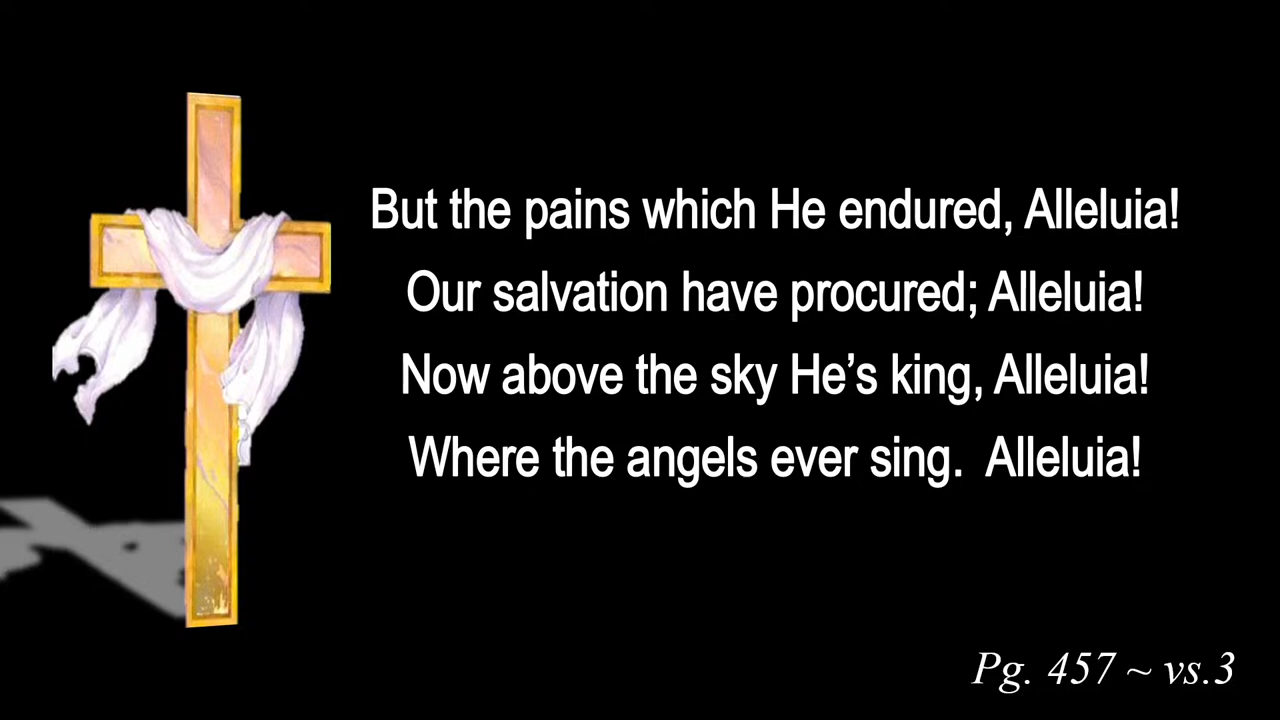 But the pains which He endured, Alleluia!
Our salvation have procured; Alleluia!
Now above the sky He’s king, Alleluia!
Where the angels ever sing.  Alleluia!
Pg. 457 ~ vs.3